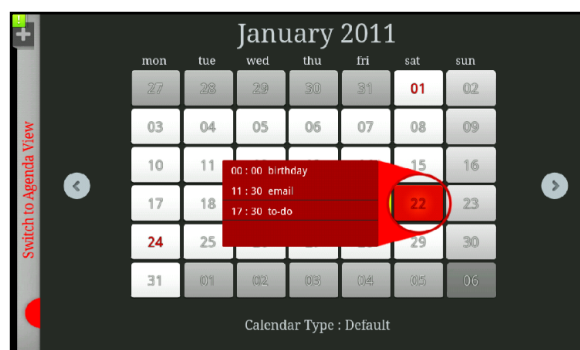 !
+
January 2011
mon tue wed thu fri sat sun
27 28 29 30 31 01 02
03 04 05 06 07 08 09
10 11 15 16
00 : 00 birthday
11 : 30 email
17 18 22 23
17 : 30 to-do
24 25 29 30
31 01 02 03 04 05 06
Switch to Agenda View
Calendar Type : Default